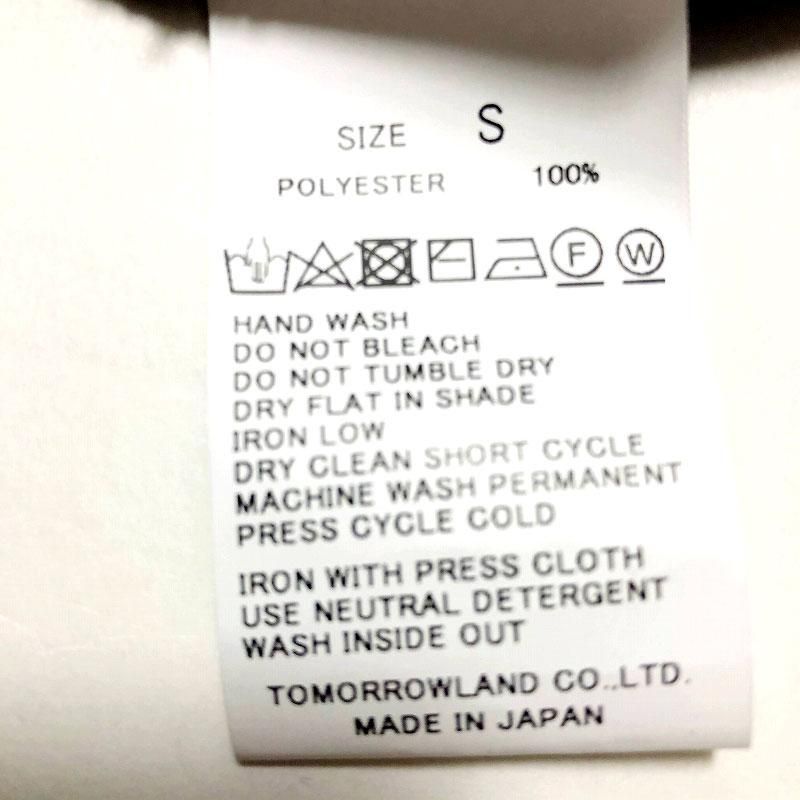 SIZE S
POLYESTER 100%
F W
HAND WASH
DO NOT BLEACH
DO NOT TUMBLE DRY
DRY FLAT IN SHADE
IRON LOW
DRY CLEAN SHORT CYCLE
MACHINE WASH PERMANENT
PRESS CYCLE COLD
IRON WITH PRESS CLOTH
USE NEUTRAL DETERGENT
WASH INSIDE OUT
TOMORROWLAND CO.,LTD.
MADE IN JAPAN